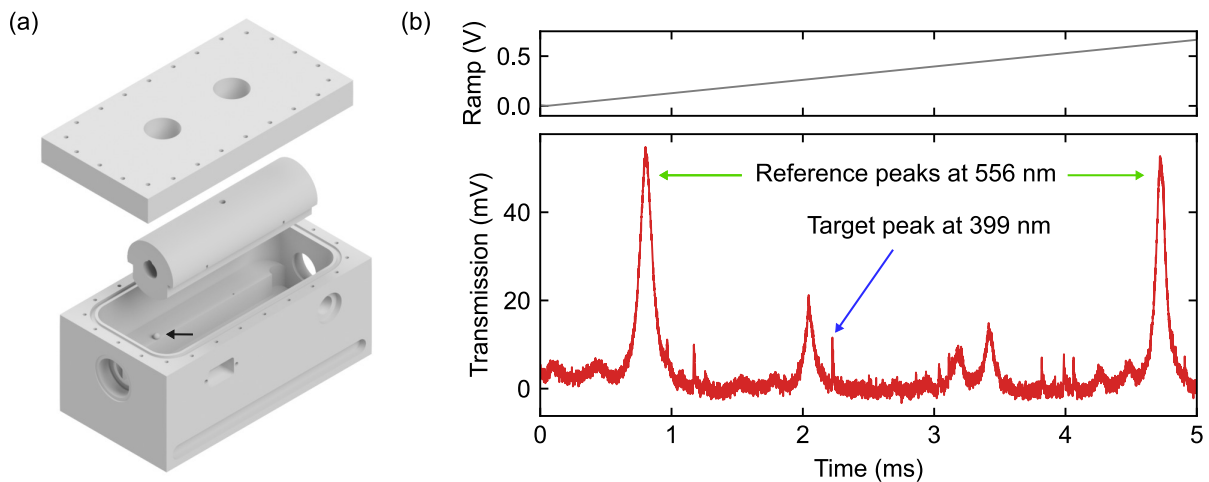 (a)
(b)
Ramp (V)
0.5
0.0
Transmission (mV)
40
20
0
Reference peaks at 556 nm
Target peak at 399 nm
0 1 2 3 4 5
Time (ms)